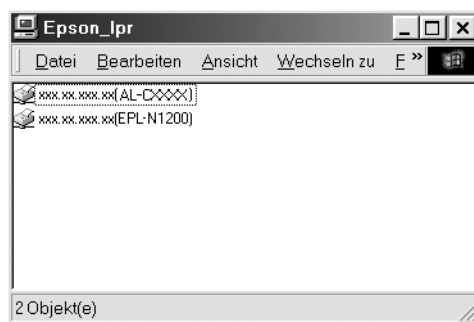 Epson_lpr
Datei Bearbeiten Ansicht Wechseln zu F »
xxx.xx.xxx.xx(AL-CXXXX)
xxx.xx.xxx.xx(EPL-N1200)
2 Objekt(e)